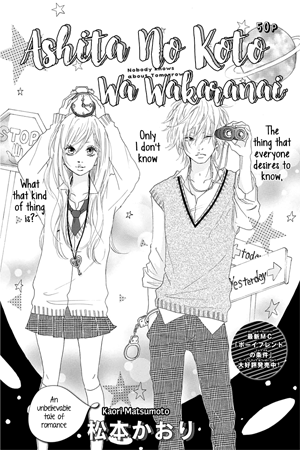 50P
Ashita No Koto
Nobody knows
about Tomorrow
Wa Wakaranai
STOP
The thing
that
everyone
desires to
know,
Only
I don't
know
What
that kind
of thing
is?
today
Yesterday
最新MC
「ボーイフレンド
の条件」
大好評発売中!
An
unbelievable
tale of
romance
Kaori Matsumoto
松本かおり